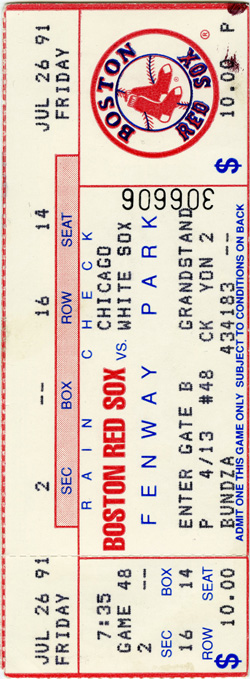 JUL 26 91
FRIDAY
7:35
GAME 48
2
SEC BOX
16 14
ROW SEAT
$ 10.00
JUL 26 91
FRIDAY
2 -- 16 14
SEC BOX ROW SEAT
RAIN CHECK
BOSTON RED SOX VS. CHICAGO WHITE SOX
FENWAY PARK
ENTER GATE B GRANDSTAND
P 4/13 #48 CK YON 2
BUNDZA 434183 --
ADMIT ONE THIS GAME ONLY SUBJECT TO CONDITIONS ON BACK
306606
BOSTON RED SOX
$ 10.00 P